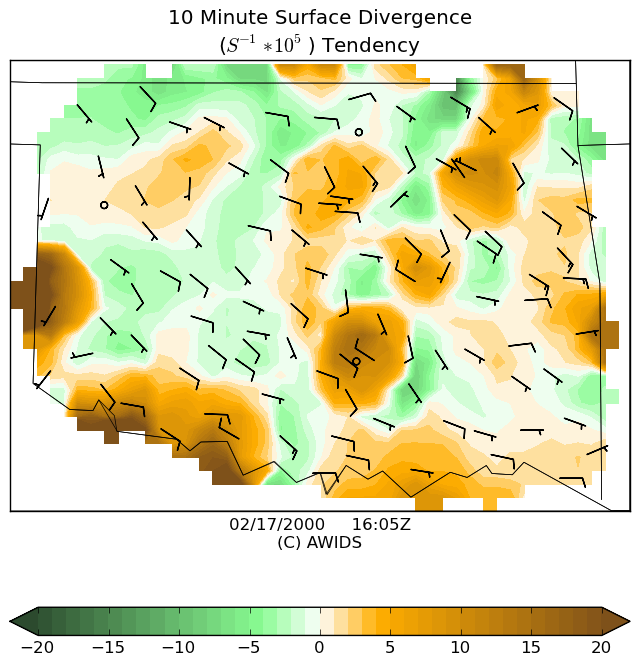 10 Minute Surface Divergence
(S⁻¹ ∗ 10⁵ ) Tendency
02/17/2000 16:05Z
(C) AWIDS
−20 −15 −10 −5 0 5 10 15 20